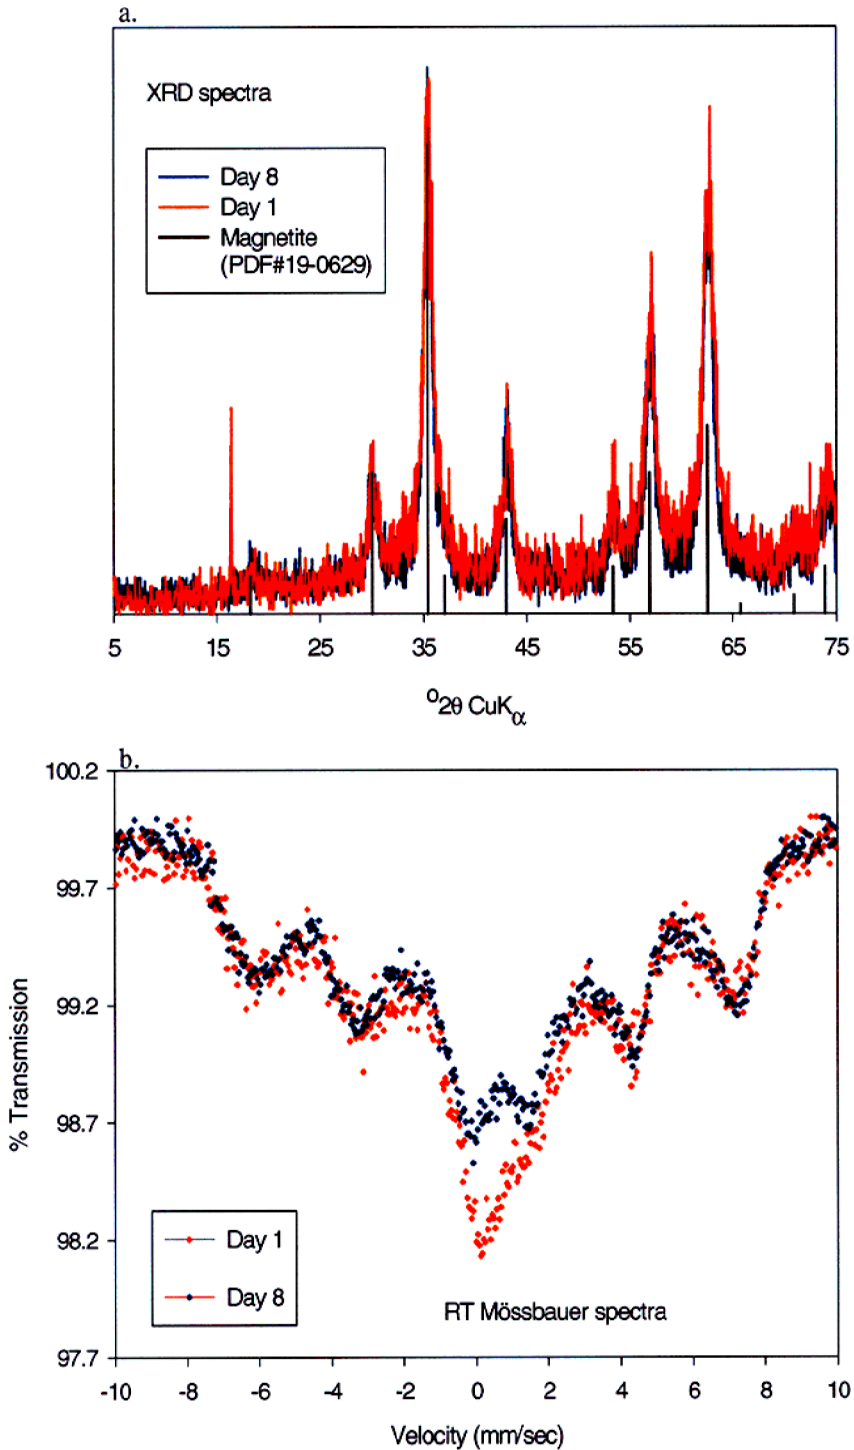 a.
XRD spectra
Day 8
Day 1
Magnetite
(PDF#19-0629)
5 15 25 35 45 55 65 75
°2θ CuKα
b.
100.2
99.7
99.2
98.7
98.2
97.7
% Transmission
Day 1
Day 8
RT Mössbauer spectra
-10 -8 -6 -4 -2 0 2 4 6 8 10
Velocity (mm/sec)